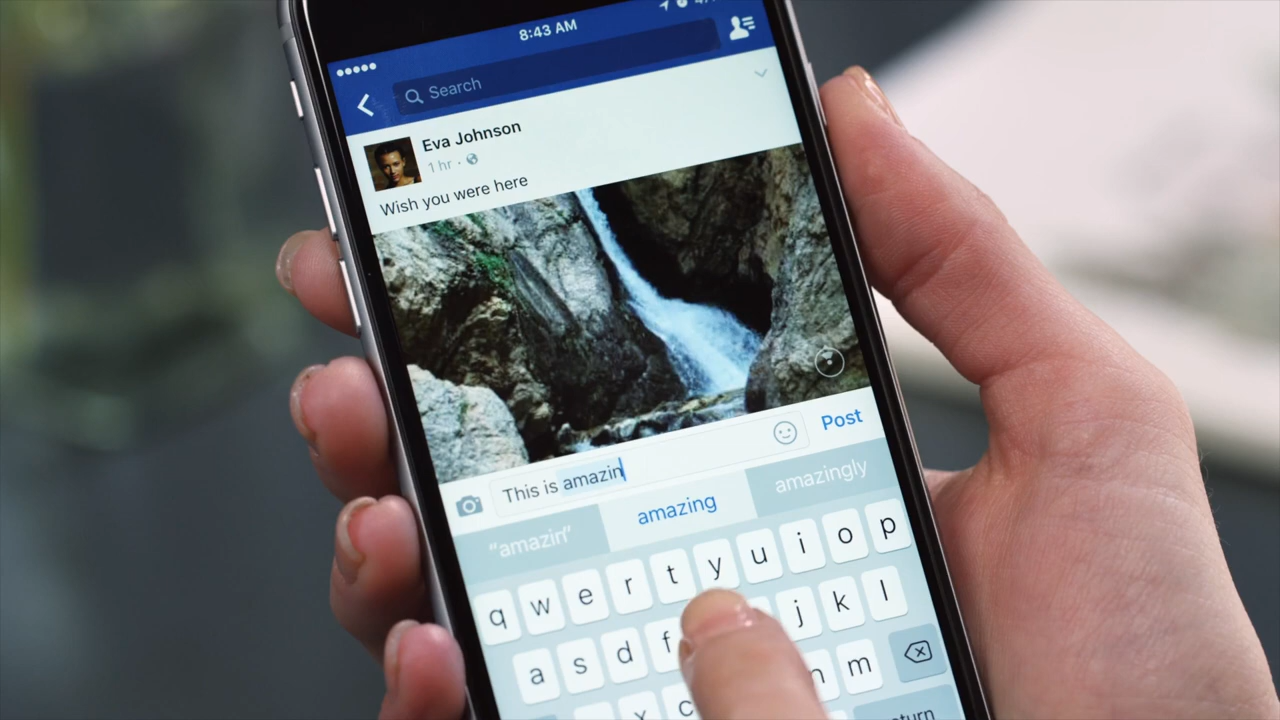 8:43 AM
Search
Eva Johnson
1 hr ·
Wish you were here
This is amazin
Post
"amazin" amazing amazingly
q w e r t y u i o p
a s d f j k l
x c n m
return